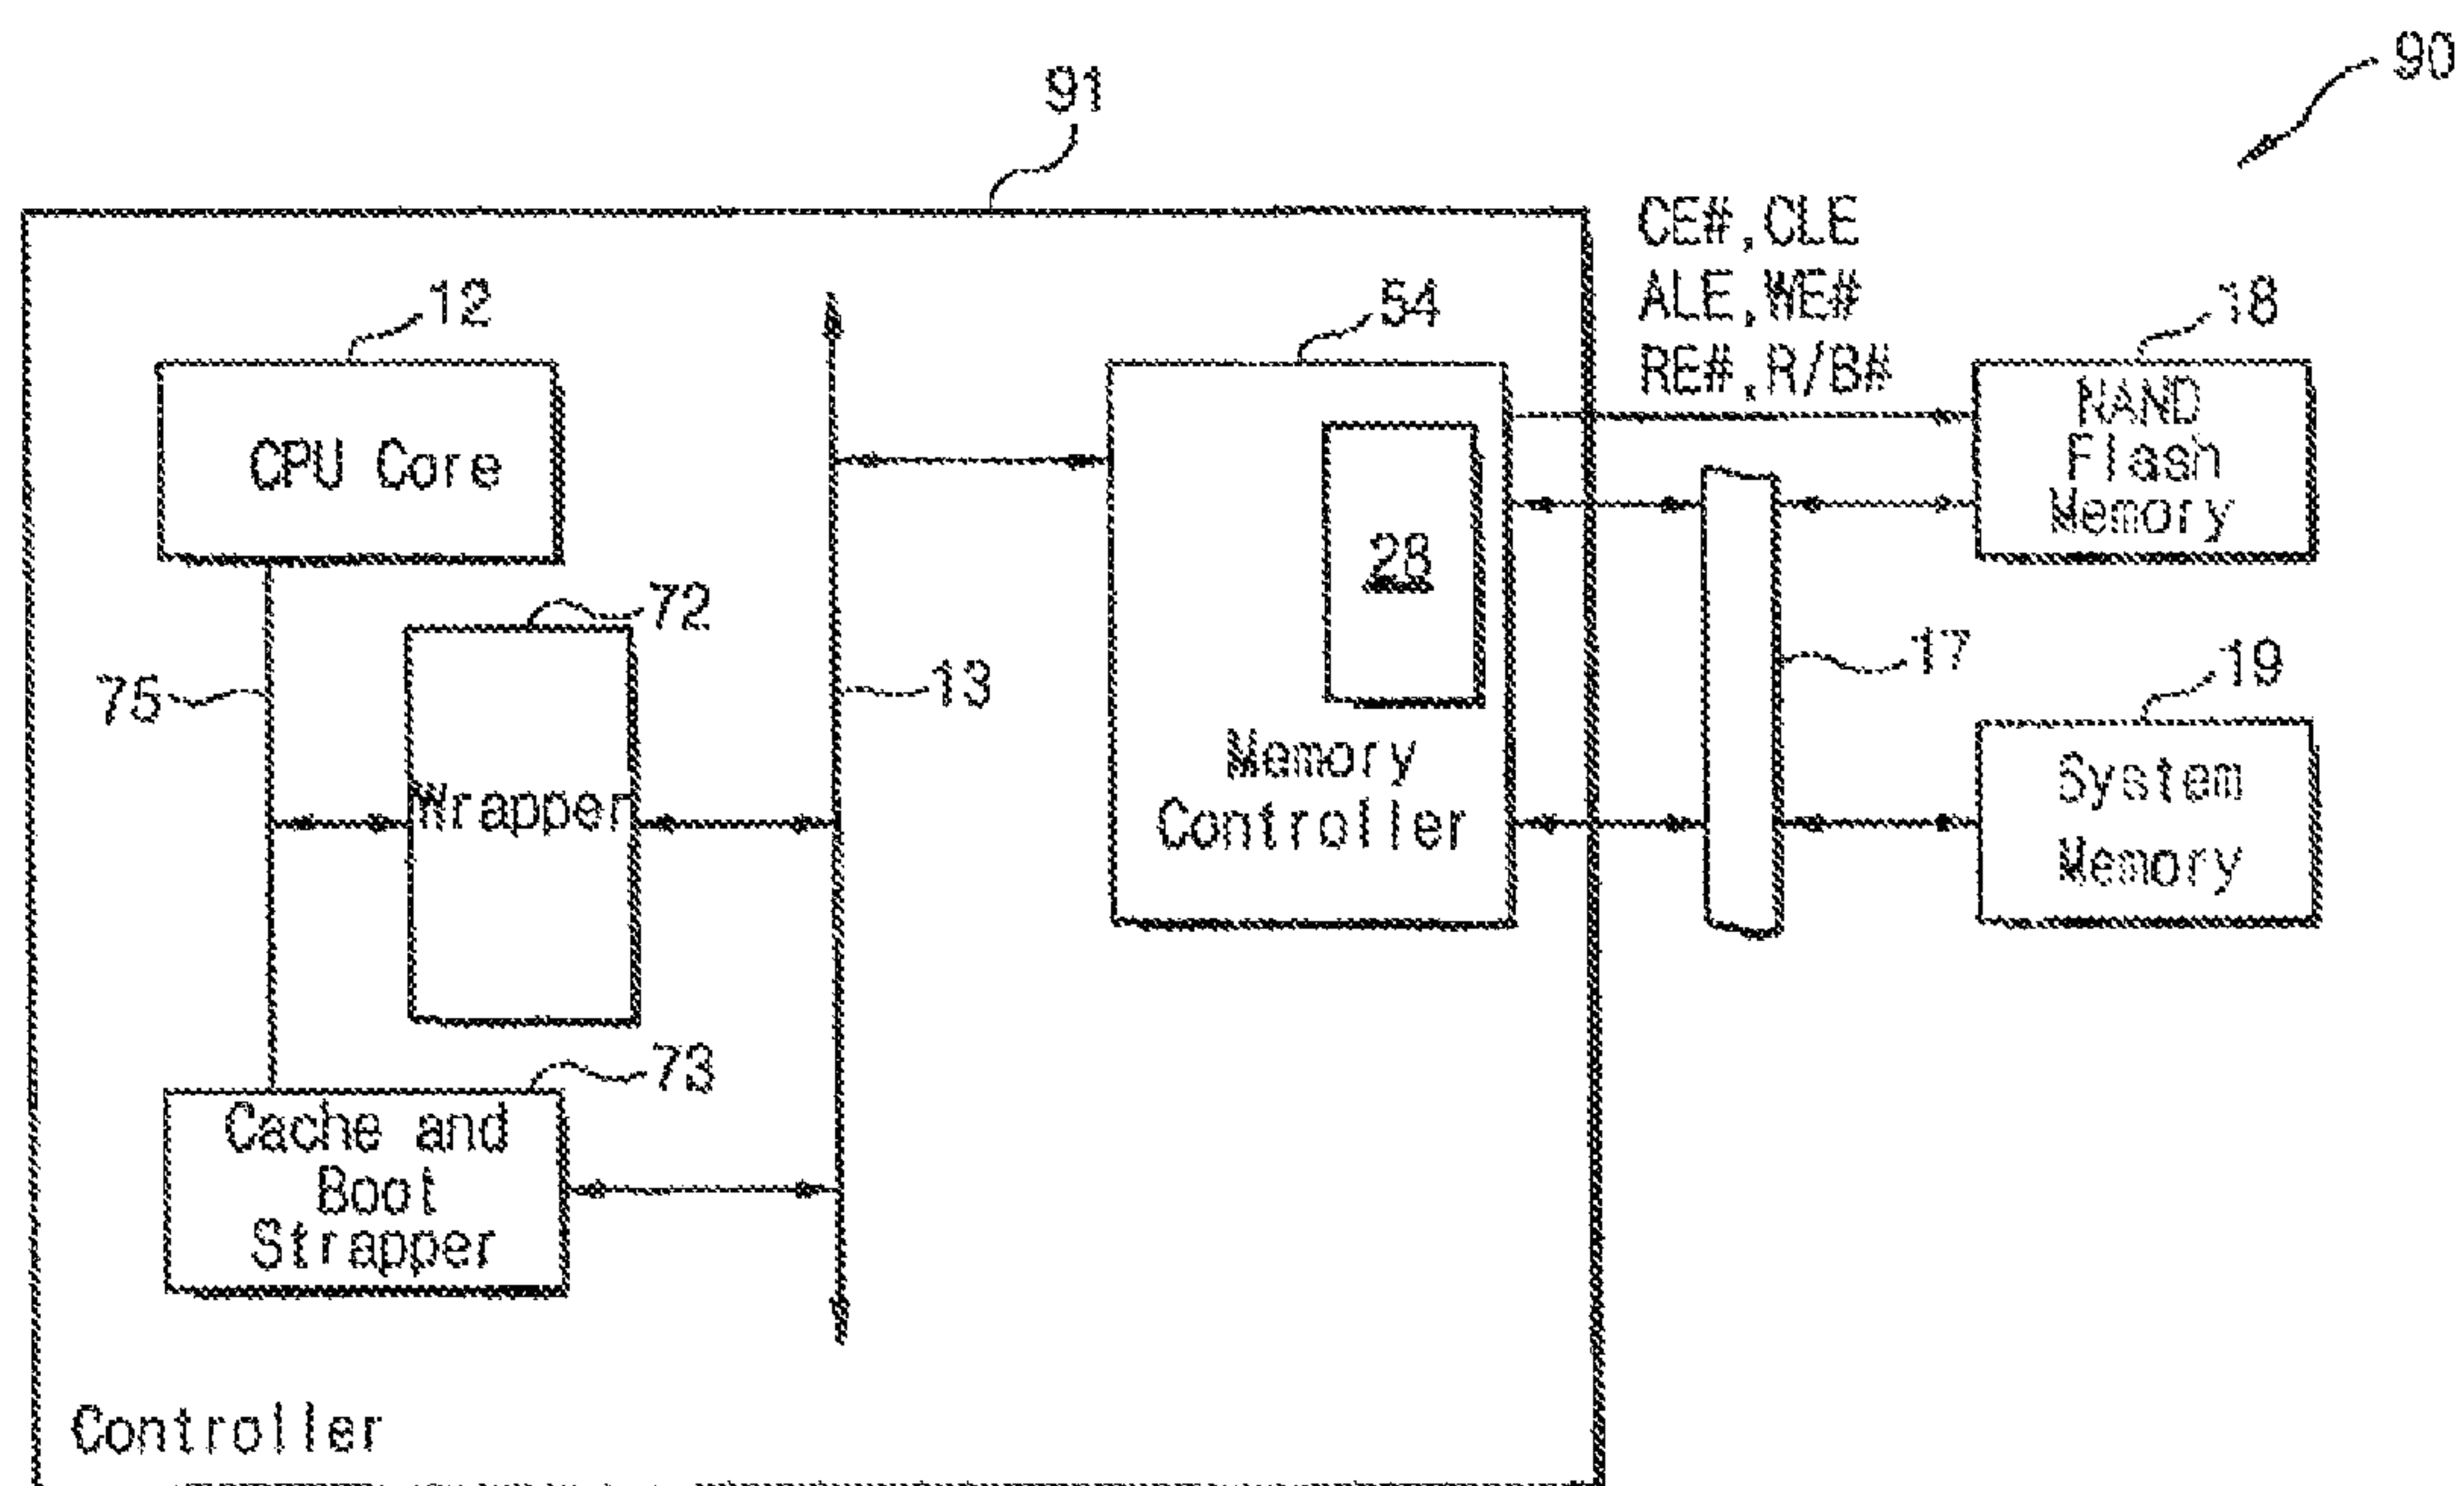 90
91
CE#,CLE
ALE,WE#
RE#,R/B#
12
54
18
CPU Core
NAND
Flash
Memory
28
72
75
13
17
19
Wrapper
Memory
Controller
System
Memory
73
Cache and
Boot
Strapper
Controller